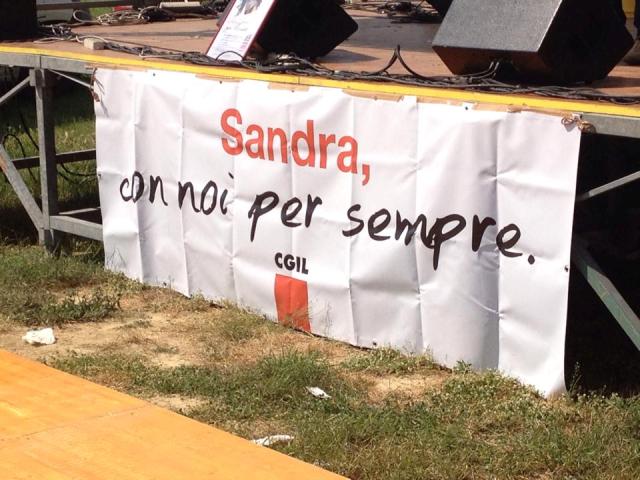 Sandra,
con noi per sempre.
CGIL